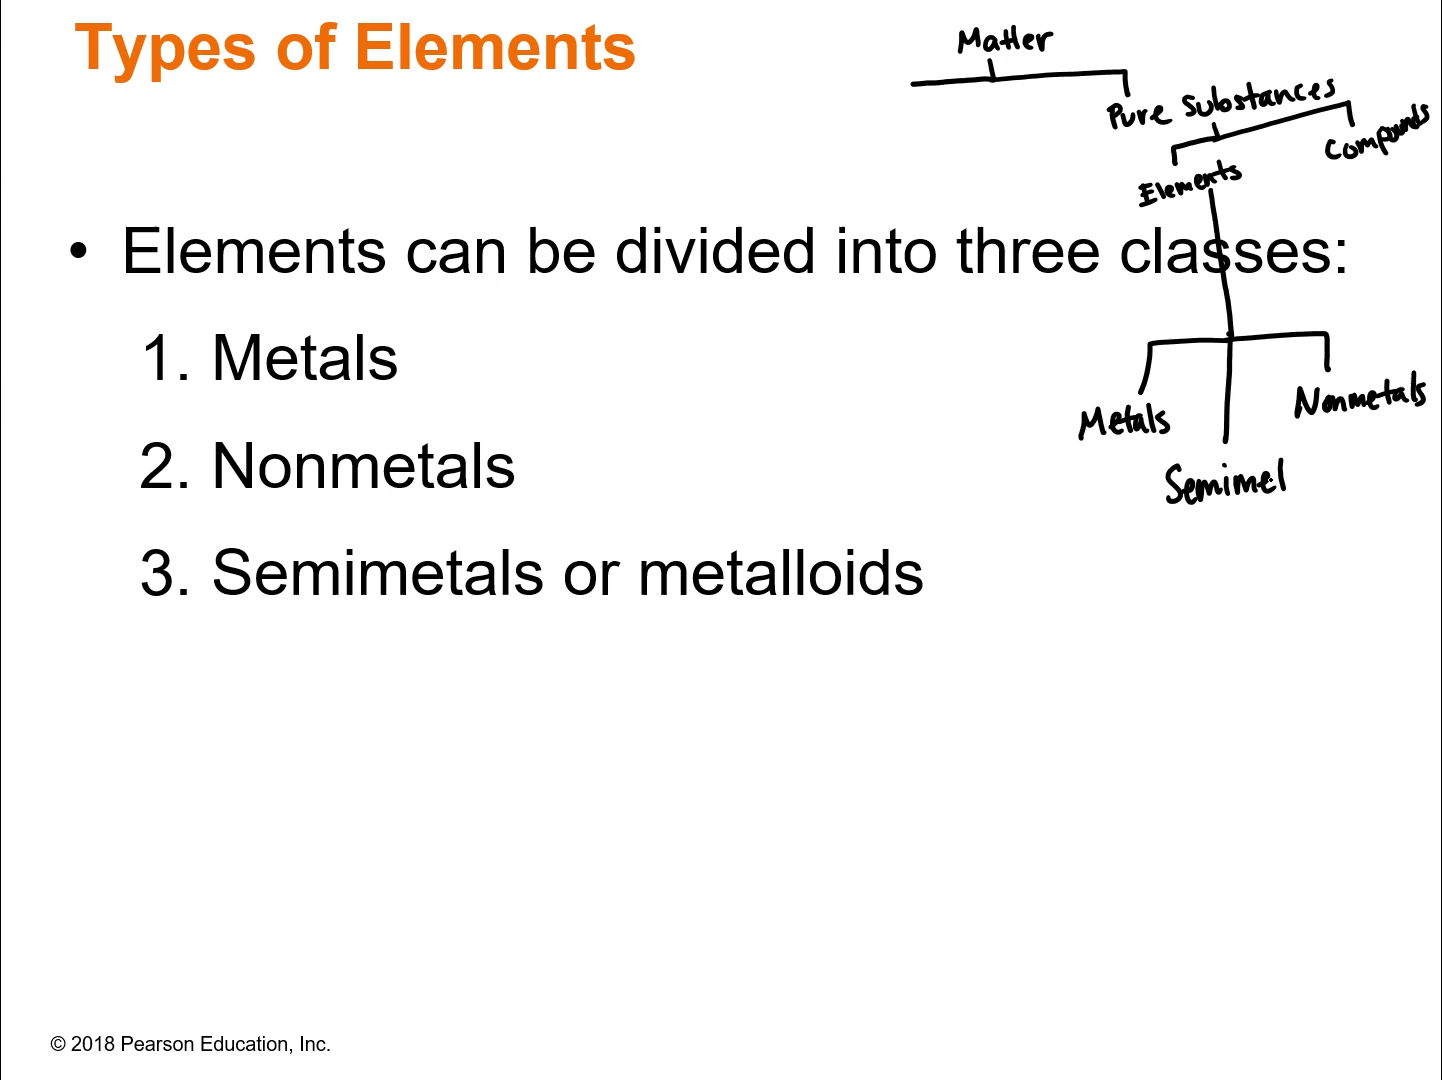 Types of Elements
Matter
Pure Substances
Compounds
Elements
• Elements can be divided into three classes:
1. Metals
2. Nonmetals
3. Semimetals or metalloids
Metals
Nonmetals
Semimel
© 2018 Pearson Education, Inc.